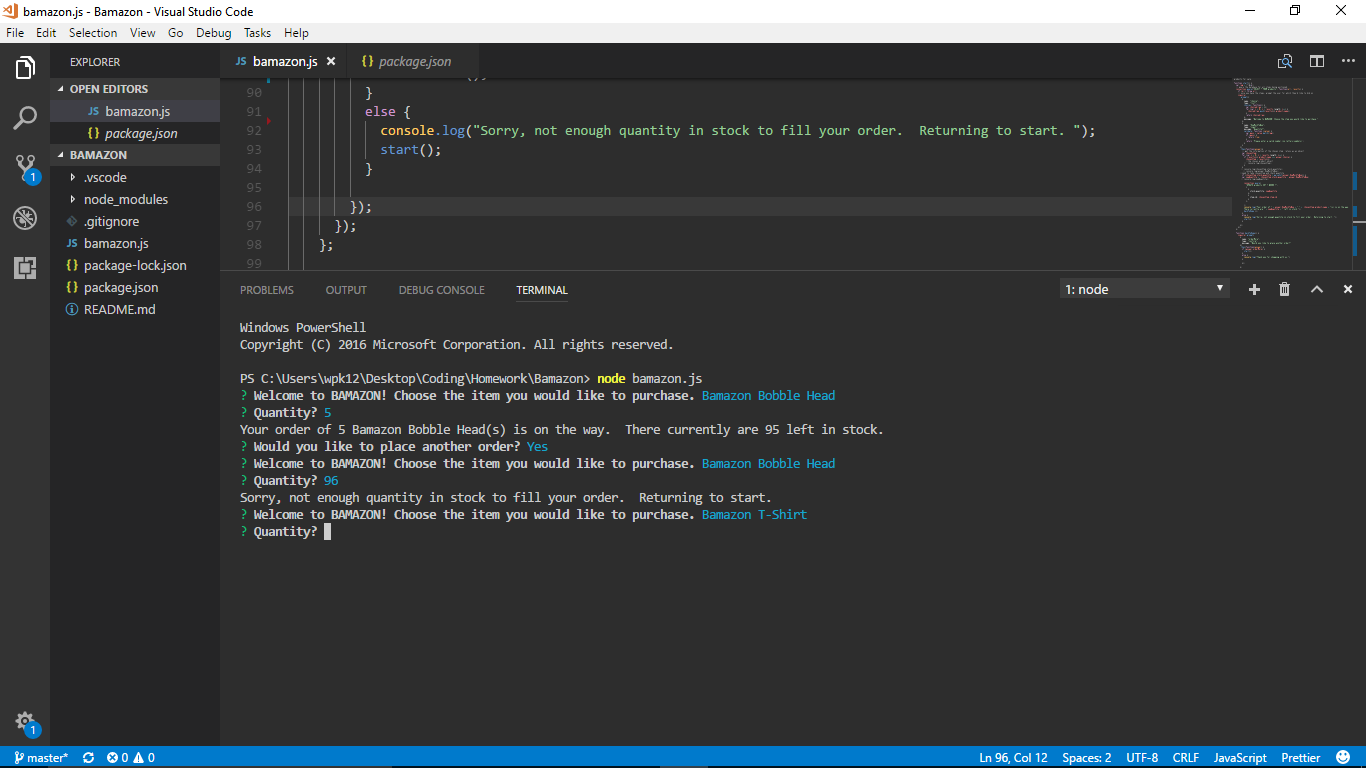 bamazon.js - Bamazon - Visual Studio Code
File Edit Selection View Go Debug Tasks Help
EXPLORER
OPEN EDITORS
JS bamazon.js
{} package.json
BAMAZON
.vscode
node_modules
.gitignore
JS bamazon.js
{} package-lock.json
{} package.json
README.md
1
1
JS bamazon.js × {} package.json
90 }
91 else {
92 console.log("Sorry, not enough quantity in stock to fill your order.  Returning to start. ");
93 start();
94 }
95
96 });
97 });
98 };
99
PROBLEMS OUTPUT DEBUG CONSOLE TERMINAL 1: node
Windows PowerShell
Copyright (C) 2016 Microsoft Corporation. All rights reserved.
PS C:\Users\wpk12\Desktop\Coding\Homework\Bamazon> node bamazon.js
? Welcome to BAMAZON! Choose the item you would like to purchase. Bamazon Bobble Head
? Quantity? 5
Your order of 5 Bamazon Bobble Head(s) is on the way.  There currently are 95 left in stock.
? Would you like to place another order? Yes
? Welcome to BAMAZON! Choose the item you would like to purchase. Bamazon Bobble Head
? Quantity? 96
Sorry, not enough quantity in stock to fill your order.  Returning to start.
? Welcome to BAMAZON! Choose the item you would like to purchase. Bamazon T-Shirt
? Quantity?
master* 0 0 Ln 96, Col 12 Spaces: 2 UTF-8 CRLF JavaScript Prettier